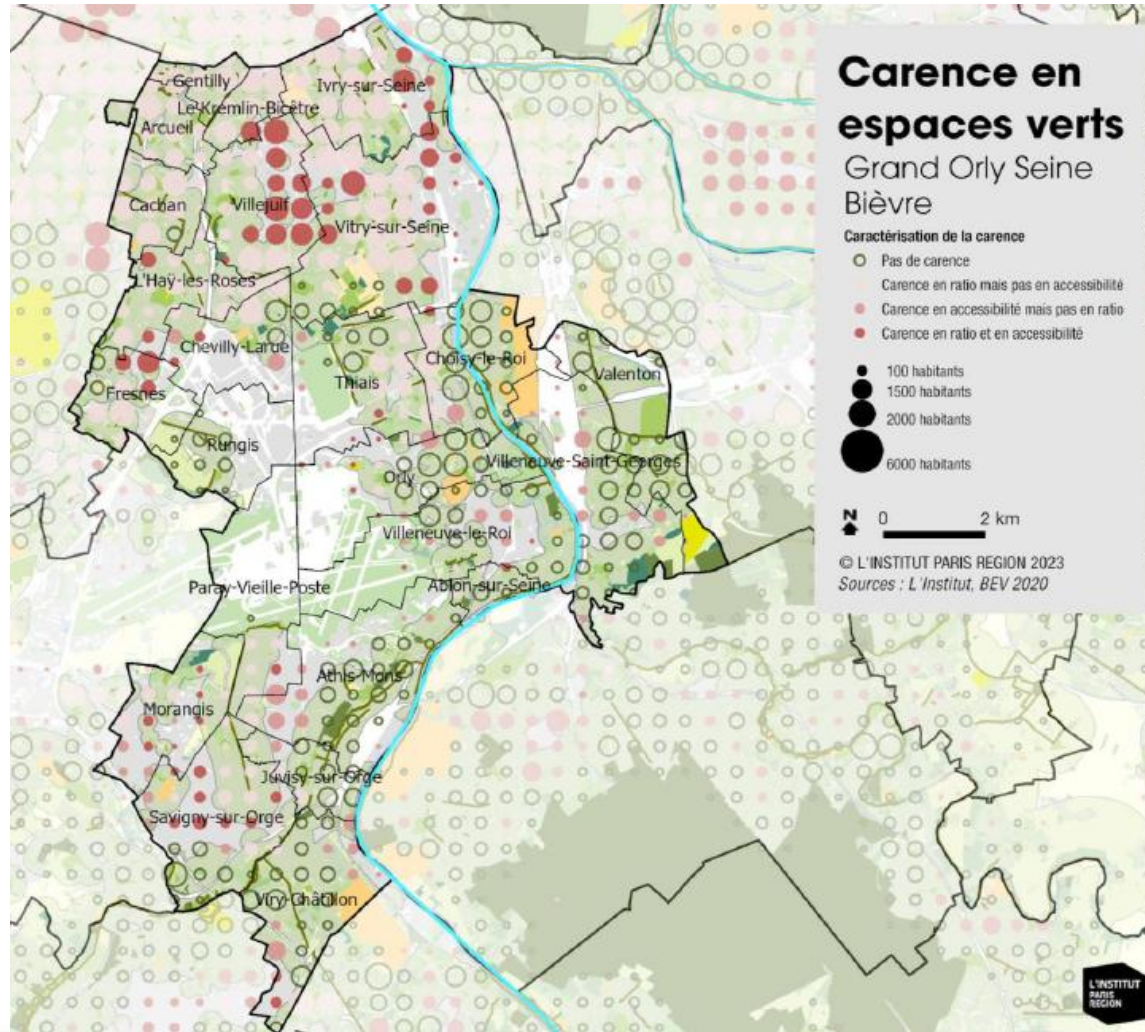 Carence en
espaces verts
Grand Orly Seine
Bièvre
Caractérisation de la carence
Pas de carence
Carence en ratio mais pas en accessibilité
Carence en accessibilité mais pas en ratio
Carence en ratio et en accessibilité
100 habitants
1500 habitants
2000 habitants
6000 habitants
N
0 2 km
© L'INSTITUT PARIS REGION 2023
Sources : L'Institut, BEV 2020
Gentilly
Ivry-sur-Seine
Le Kremlin-Bicêtre
Arcueil
Cachan
Villejuif
Vitry-sur-Seine
L'Haÿ-les-Roses
Chevilly-Larue
Choisy-le-Roi
Valenton
Thiais
Fresnes
Rungis
Villeneuve-Saint-Georges
Orly
Villeneuve-le-Roi
Paray-Vieille-Poste
Ablon-sur-Seine
Athis-Mons
Morangis
Juvisy-sur-Orge
Savigny-sur-Orge
Viry-Châtillon
L'INSTITUT
PARIS
REGION